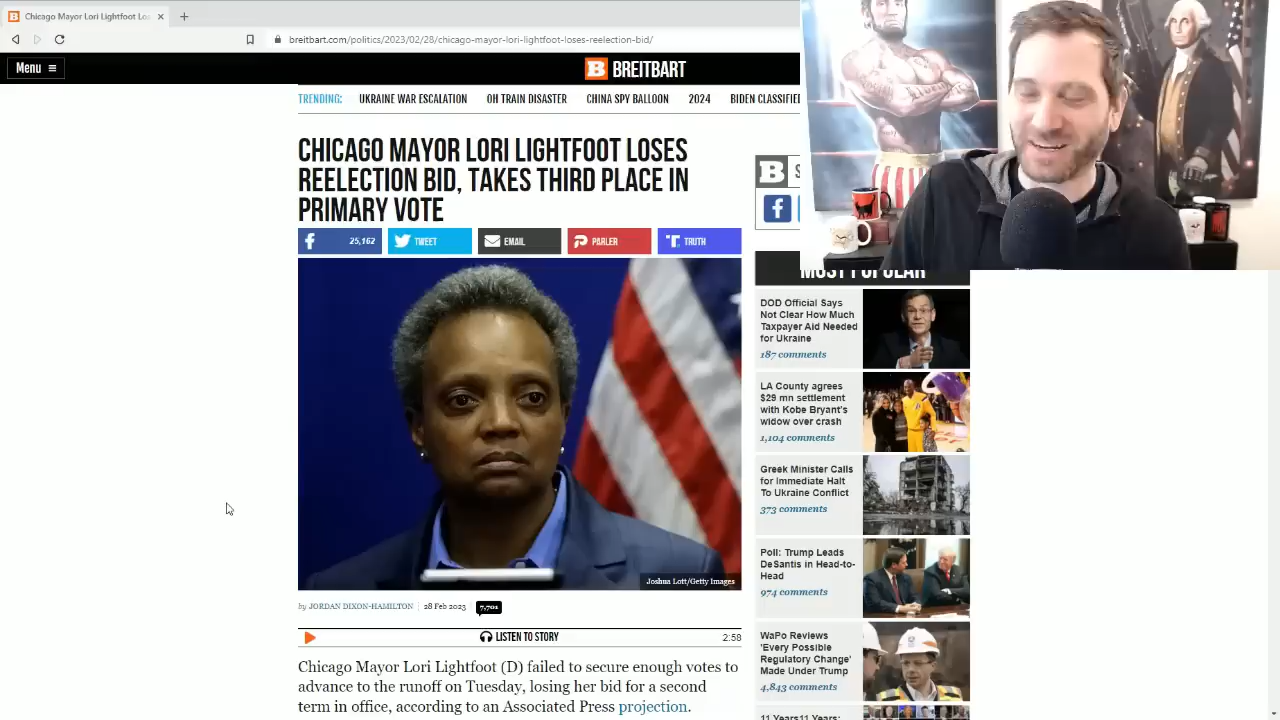 Chicago Mayor Lori Lightfoot Los
breitbart.com/politics/2023/02/28/chicago-mayor-lori-lightfoot-loses-reelection-bid/
Menu
B BREITBART
TRENDING: UKRAINE WAR ESCALATION OH TRAIN DISASTER CHINA SPY BALLOON 2024 BIDEN CLASSIFIE
CHICAGO MAYOR LORI LIGHTFOOT LOSES
REELECTION BID, TAKES THIRD PLACE IN
PRIMARY VOTE
25,162 TWEET EMAIL PARLER TRUTH
Joshua Lott/Getty Images
by JORDAN DIXON-HAMILTON 28 Feb 2023 7,701
LISTEN TO STORY 2:58
Chicago Mayor Lori Lightfoot (D) failed to secure enough votes to
advance to the runoff on Tuesday, losing her bid for a second
term in office, according to an Associated Press projection.
B S
MOST POPULAR
DOD Official Says
Not Clear How Much
Taxpayer Aid Needed
for Ukraine
187 comments
LA County agrees
$29 mn settlement
with Kobe Bryant's
widow over crash
1,104 comments
Greek Minister Calls
for Immediate Halt
To Ukraine Conflict
373 comments
Poll: Trump Leads
DeSantis in Head-to-
Head
974 comments
WaPo Reviews
'Every Possible
Regulatory Change'
Made Under Trump
4,843 comments
11 Years11 Years: